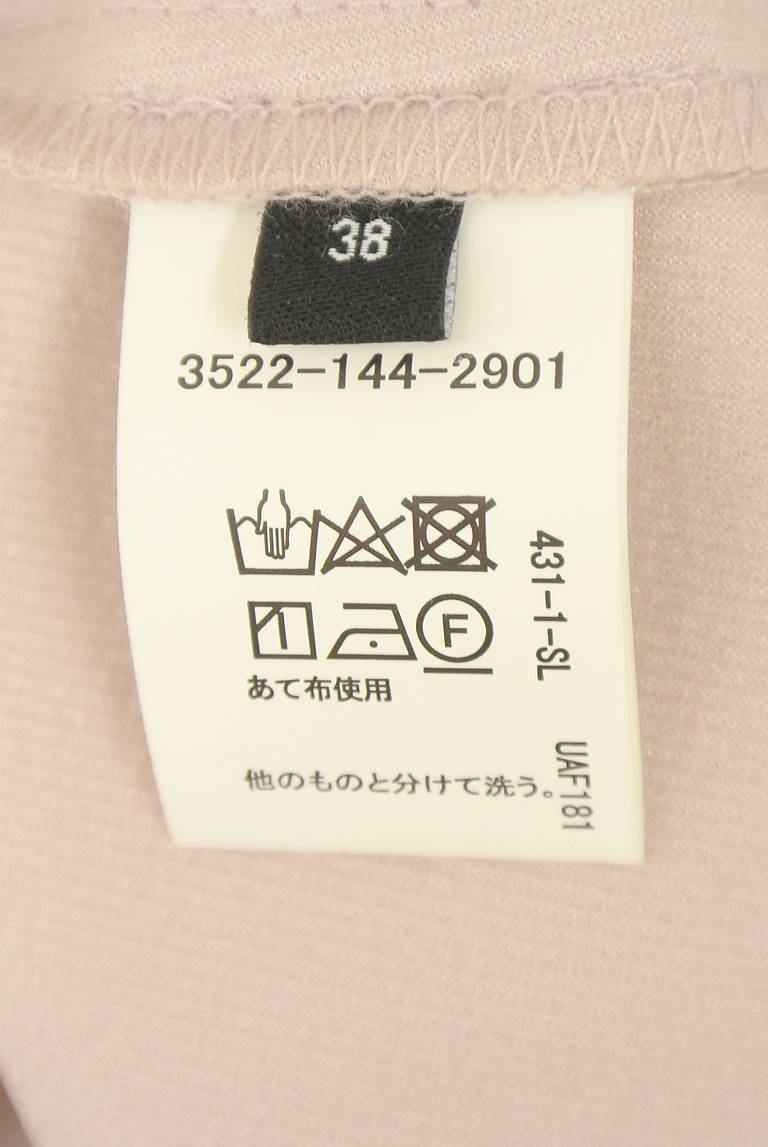 38
3522-144-2901
F
あて布使用
他のものと分けて洗う。
431-1-SL
UAF181